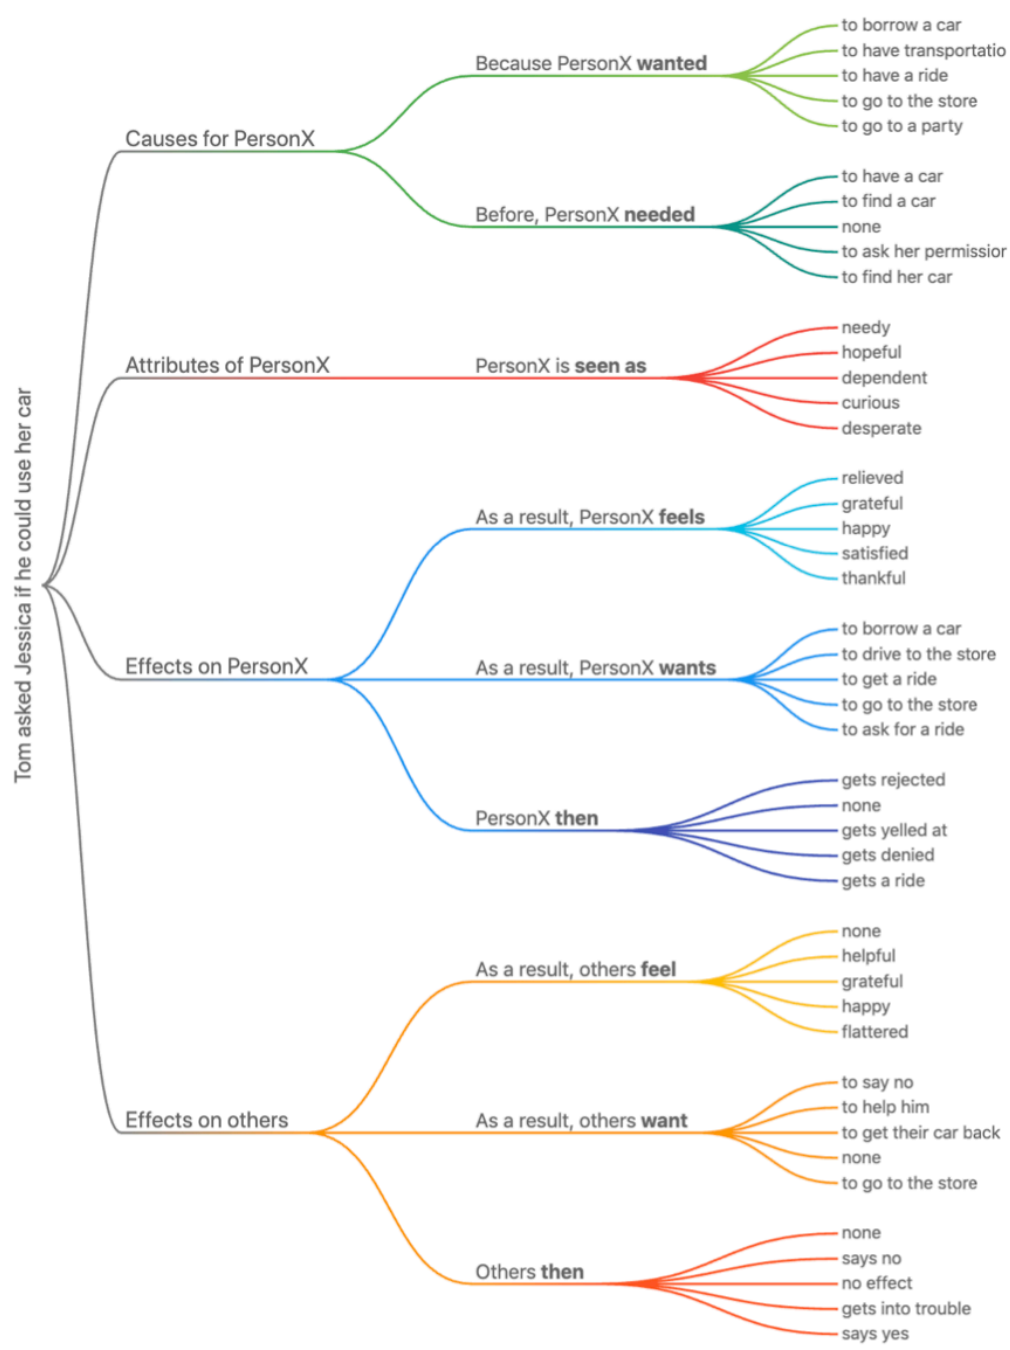 Tom asked Jessica if he could use her car
Causes for PersonX
Because PersonX wanted
to borrow a car
to have transportatio
to have a ride
to go to the store
to go to a party
Before, PersonX needed
to have a car
to find a car
none
to ask her permissior
to find her car
Attributes of PersonX
PersonX is seen as
needy
hopeful
dependent
curious
desperate
Effects on PersonX
As a result, PersonX feels
relieved
grateful
happy
satisfied
thankful
As a result, PersonX wants
to borrow a car
to drive to the store
to get a ride
to go to the store
to ask for a ride
PersonX then
gets rejected
none
gets yelled at
gets denied
gets a ride
Effects on others
As a result, others feel
none
helpful
grateful
happy
flattered
As a result, others want
to say no
to help him
to get their car back
none
to go to the store
Others then
none
says no
no effect
gets into trouble
says yes